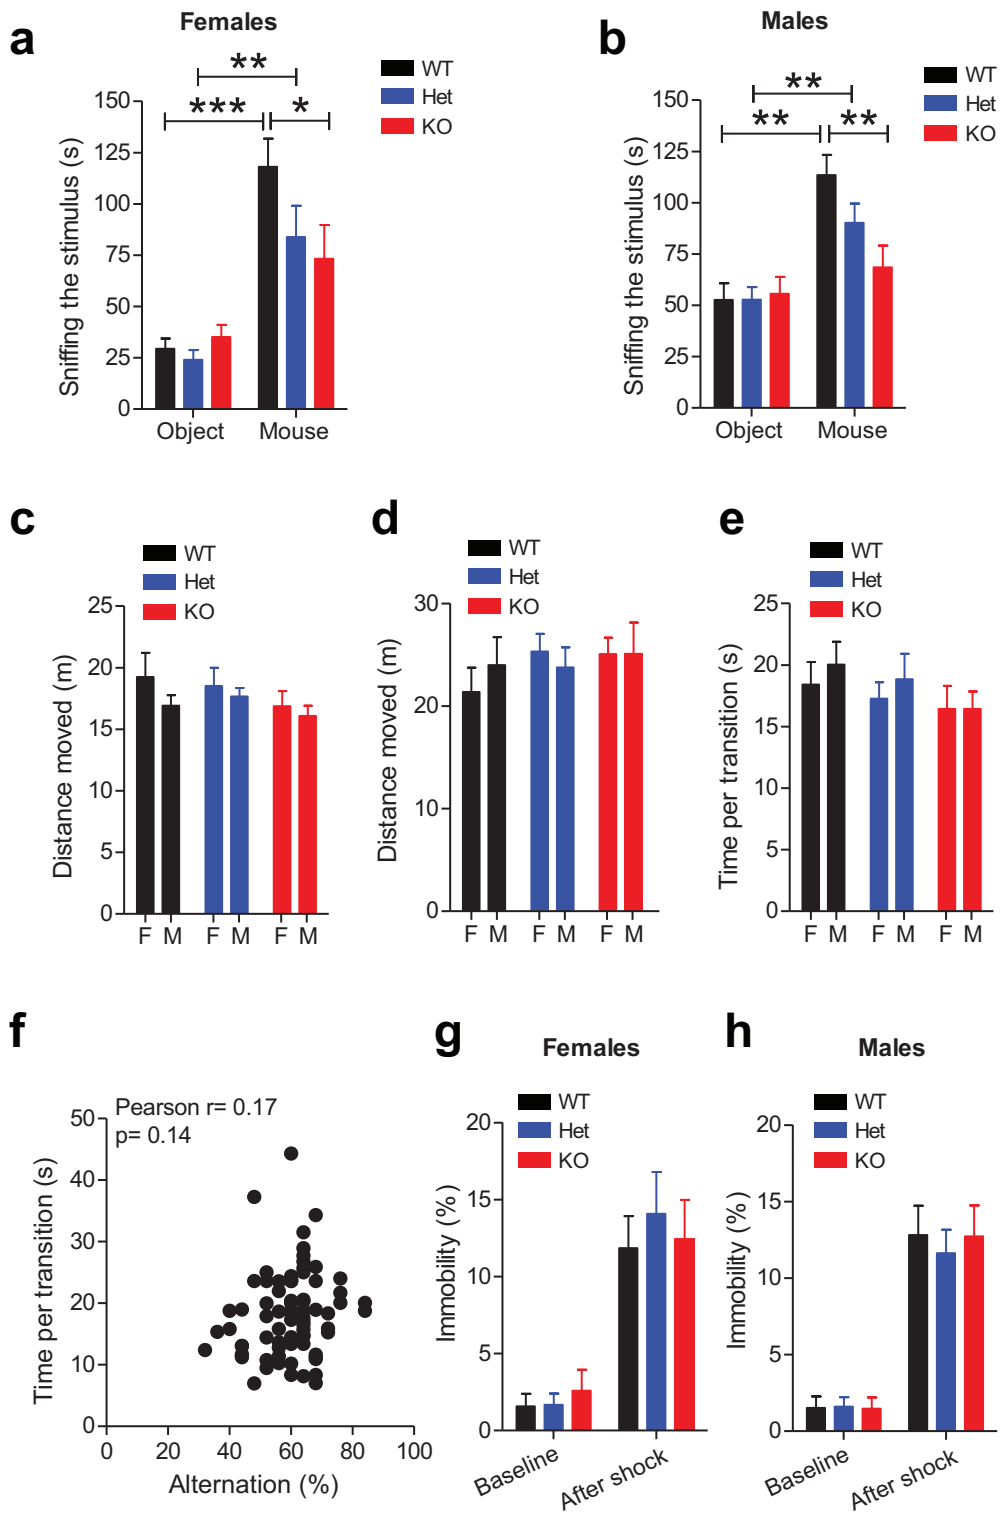 a
Females
**
***
*
WT
Het
KO
150
125
100
75
50
25
0
Sniffing the stimulus (s)
Object
Mouse
b
Males
**
**
**
WT
Het
KO
150
125
100
75
50
25
0
Sniffing the stimulus (s)
Object
Mouse
c
WT
Het
KO
25
20
15
10
5
0
Distance moved (m)
F M F M F M
d
WT
Het
KO
30
20
10
0
Distance moved (m)
F M F M F M
e
WT
Het
KO
25
20
15
10
5
0
Time per transition (s)
F M F M F M
f
Pearson r= 0.17
p= 0.14
50
40
30
20
10
0
Time per transition (s)
0 20 40 60 80 100
Alternation (%)
g
Females
WT
Het
KO
20
15
10
5
0
Immobility (%)
Baseline
After shock
h
Males
WT
Het
KO
20
15
10
5
0
Immobility (%)
Baseline
After shock